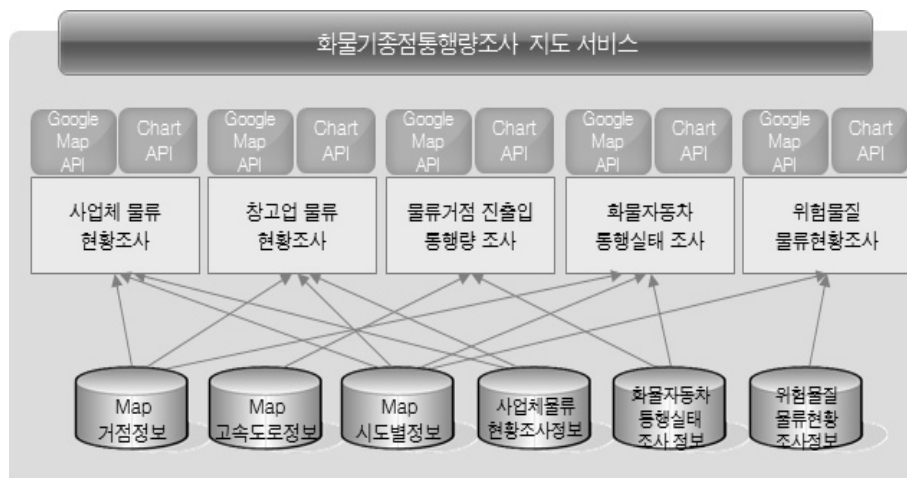 화물기종점통행량조사 지도 서비스
Google
Map
API
Chart
API
Google
Map
API
Chart
API
Google
Map
API
Chart
API
Google
Map
API
Chart
API
Google
Map
API
Chart
API
사업체 물류
현황조사
창고업 물류
현황조사
물류거점 진출입
통행량 조사
화물자동차
통행실태 조사
위험물질
물류현황조사
Map
거점정보
Map
고속도로정보
Map
시도별정보
사업체물류
현황조사정보
화물자동차
통행실태
조사 정보
위험물질
물류현황
조사정보